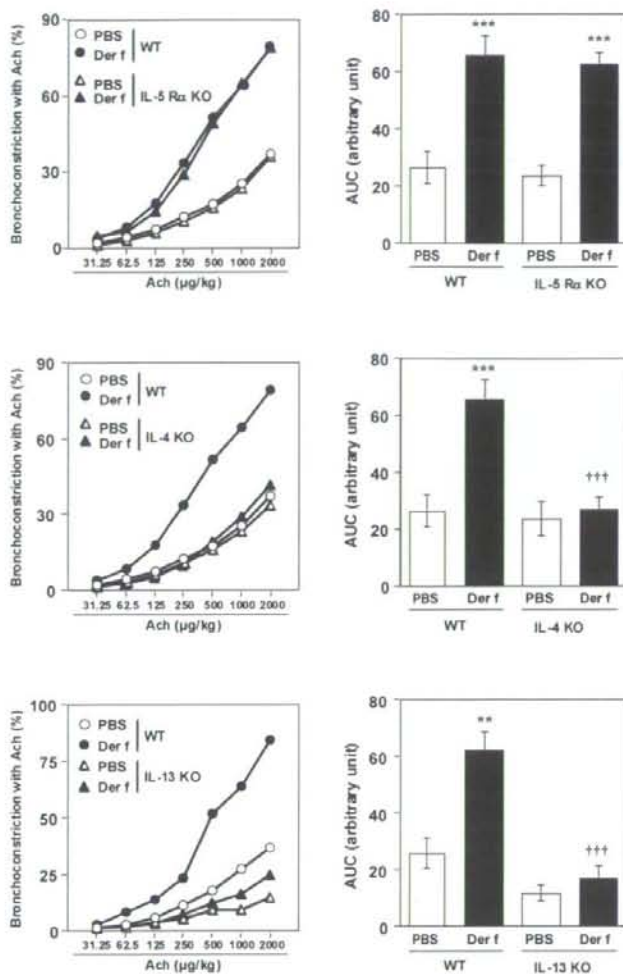 Bronchoconstriction with Ach (%)
90
60
30
0
PBS
Der f
WT
PBS
Der f
IL-5 Rα KO
31.25 62.5 125 250 500 1000 2000
Ach (µg/kg)
AUC (arbitrary unit)
80
60
40
20
0
***
***
PBS Der f PBS Der f
WT IL-5 Rα KO
Bronchoconstriction with Ach (%)
90
60
30
0
PBS
Der f
WT
PBS
Der f
IL-4 KO
31.25 62.5 125 250 500 1000 2000
Ach (µg/kg)
AUC (arbitrary unit)
80
60
40
20
0
***
†††
PBS Der f PBS Der f
WT IL-4 KO
Bronchoconstriction with Ach (%)
100
75
50
25
0
PBS
Der f
WT
PBS
Der f
IL-13 KO
31.25 62.5 125 250 500 1000 2000
Ach (µg/kg)
AUC (arbitrary unit)
80
60
40
20
0
**
†††
PBS Der f PBS Der f
WT IL-13 KO